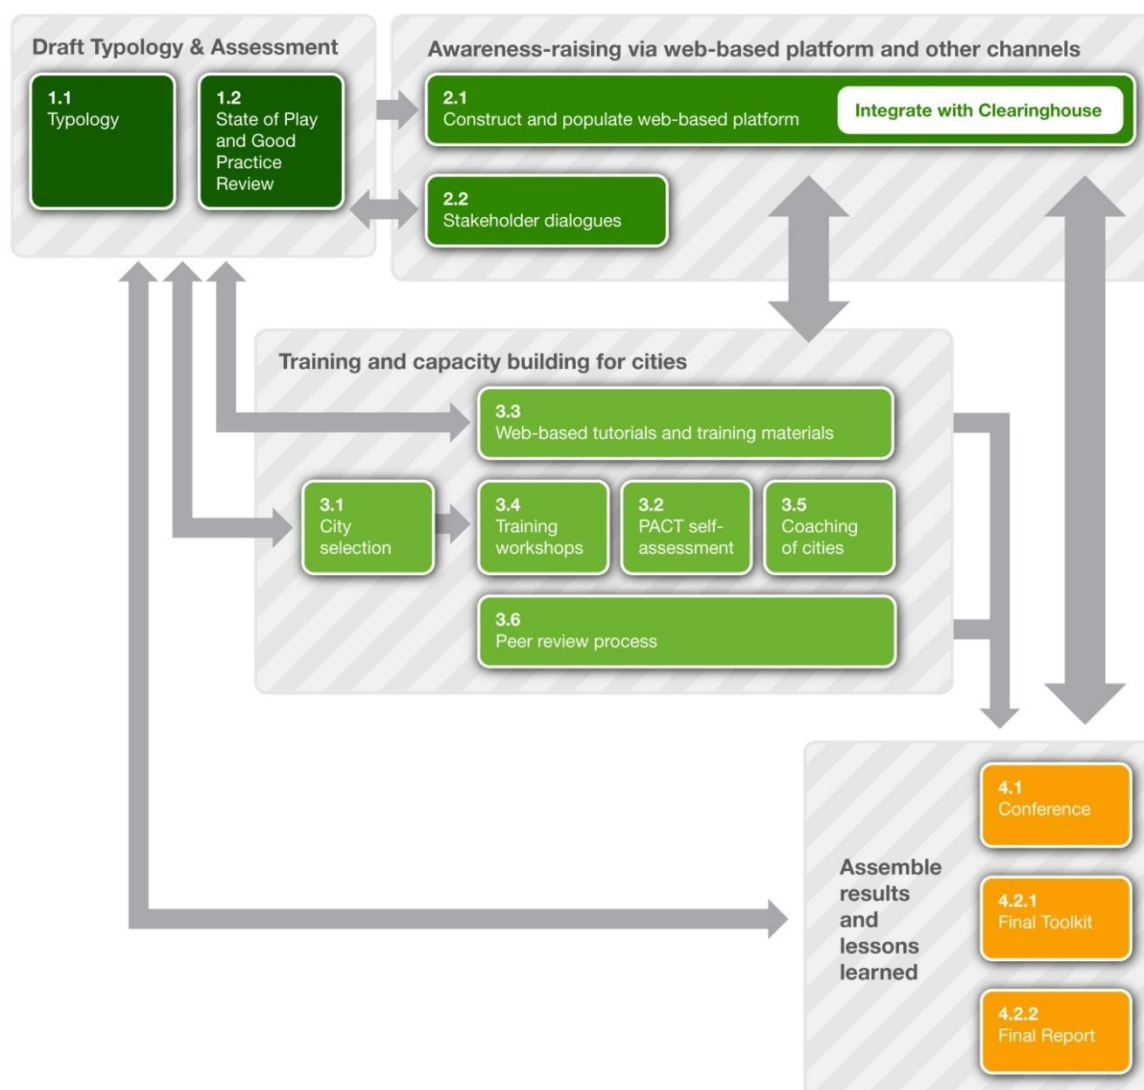 Draft Typology & Assessment
1.1
Typology
1.2
State of Play
and Good
Practice
Review
Awareness-raising via web-based platform and other channels
2.1
Construct and populate web-based platform
Integrate with Clearinghouse
2.2
Stakeholder dialogues
Training and capacity building for cities
3.3
Web-based tutorials and training materials
3.1
City
selection
3.4
Training
workshops
3.2
PACT self-
assessment
3.5
Coaching
of cities
3.6
Peer review process
Assemble
results
and
lessons
learned
4.1
Conference
4.2.1
Final Toolkit
4.2.2
Final Report